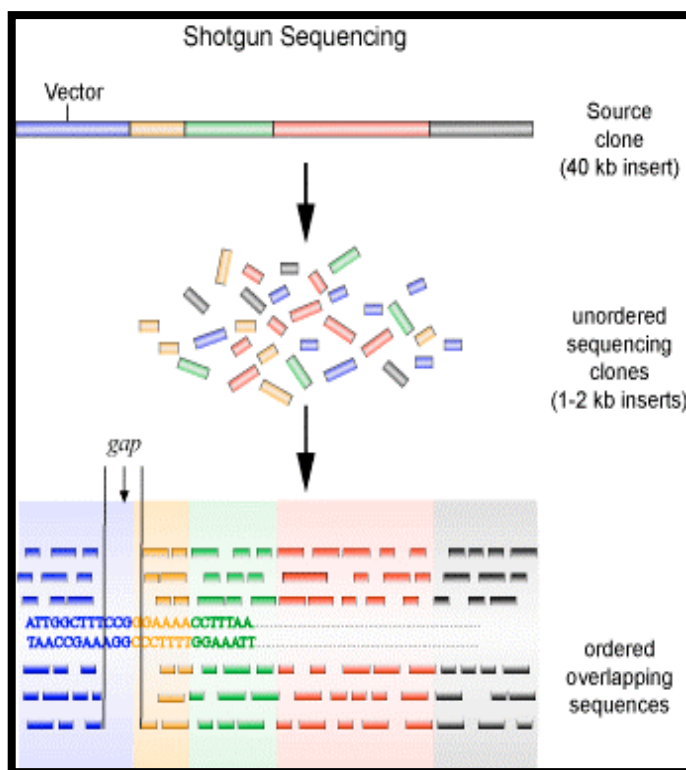 Shotgun Sequencing
Vector
Source
clone
(40 kb insert)
unordered
sequencing
clones
(1-2 kb inserts)
gap
ATTGGCTTTCCGGGAAAACCTTTAA
TAACCGAAAGGCCCTTTTGGAAATT
ordered
overlapping
sequences